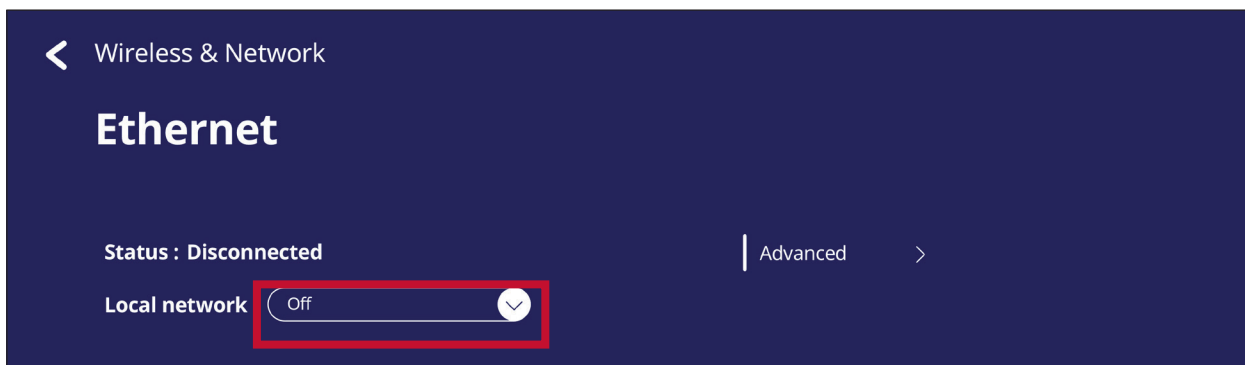 Wireless & Network
Ethernet
Status : Disconnected
Advanced
Local network Off